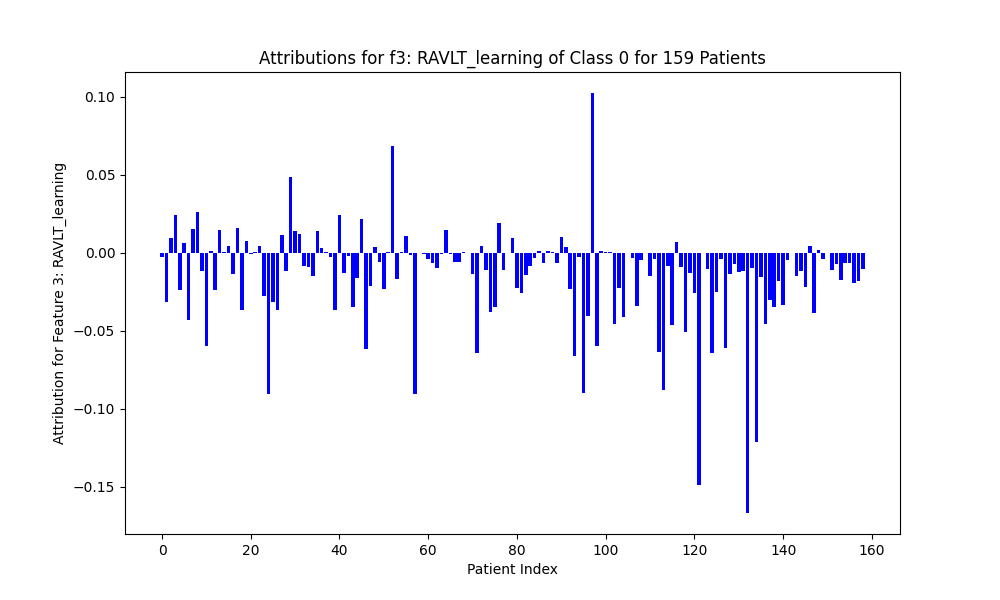 Attributions for f3: RAVLT_learning of Class 0 for 159 Patients
Attribution for Feature 3: RAVLT_learning
0.10
0.05
0.00
−0.05
−0.10
−0.15
0 20 40 60 80 100 120 140 160
Patient Index